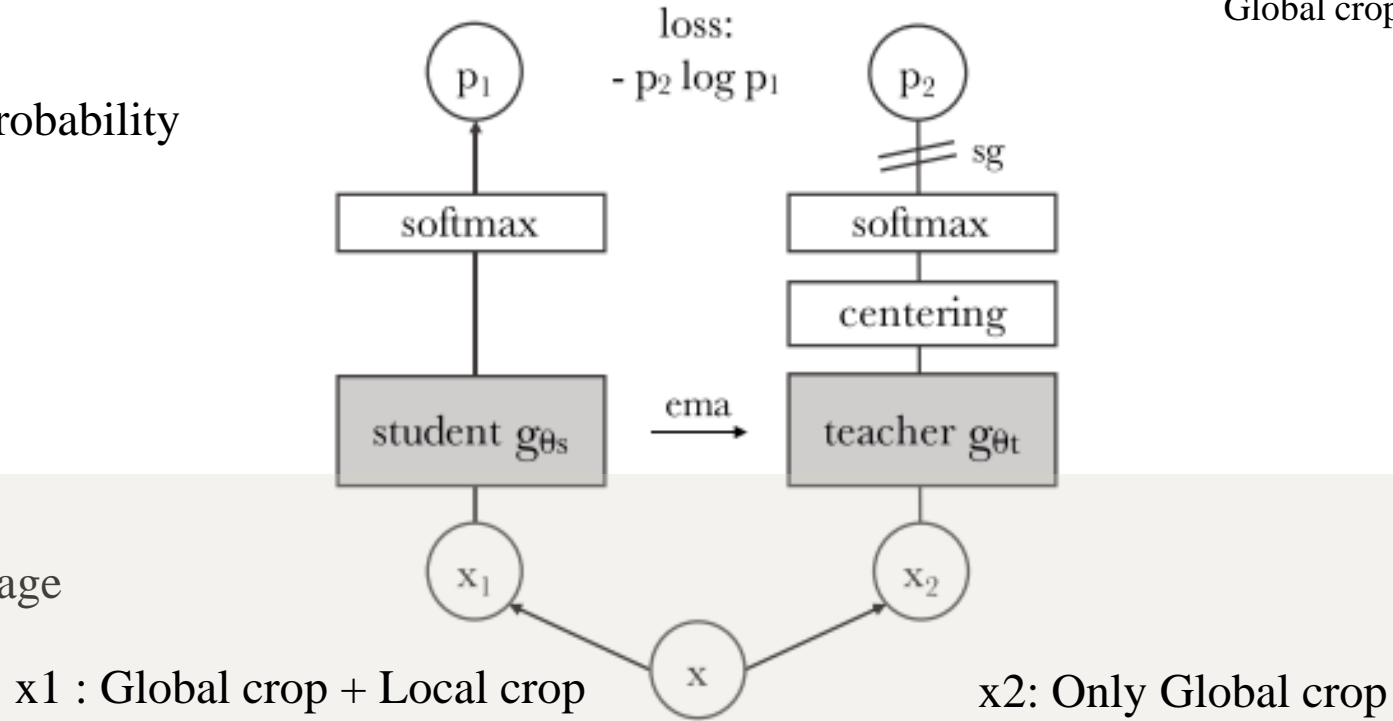 Global crop
loss:
- p₂ log p₁
p₁
p₂
robability
sg
softmax
softmax
centering
student gθs
ema
teacher gθt
x₁
x₂
age
x
x1 : Global crop + Local crop
x2: Only Global crop